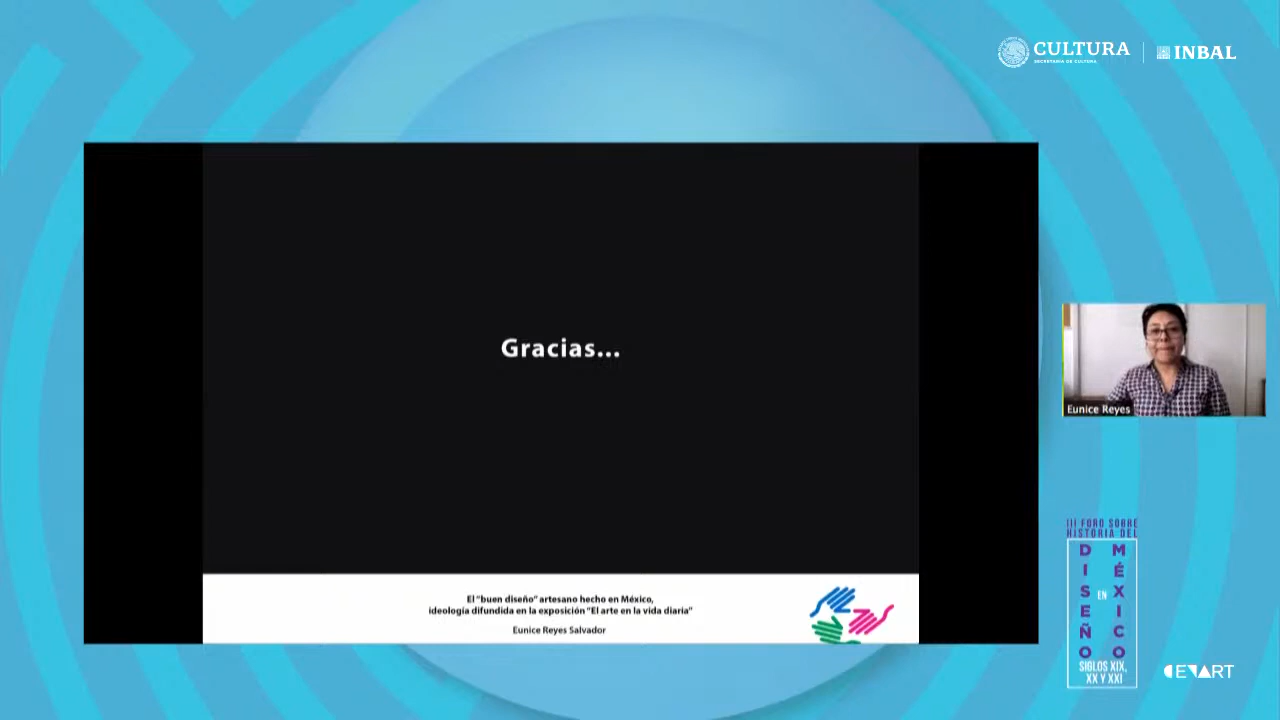 CULTURA
SECRETARÍA DE CULTURA
INBAL
Gracias...
Eunice Reyes
El “buen diseño” artesano hecho en México,
ideología difundida en la exposición “El arte en la vida diaria”
Eunice Reyes Salvador
III FORO SOBRE
HISTORIA DEL
DISEÑO
EN
MÉXICO
SIGLOS XIX,
XX Y XXI
CENART